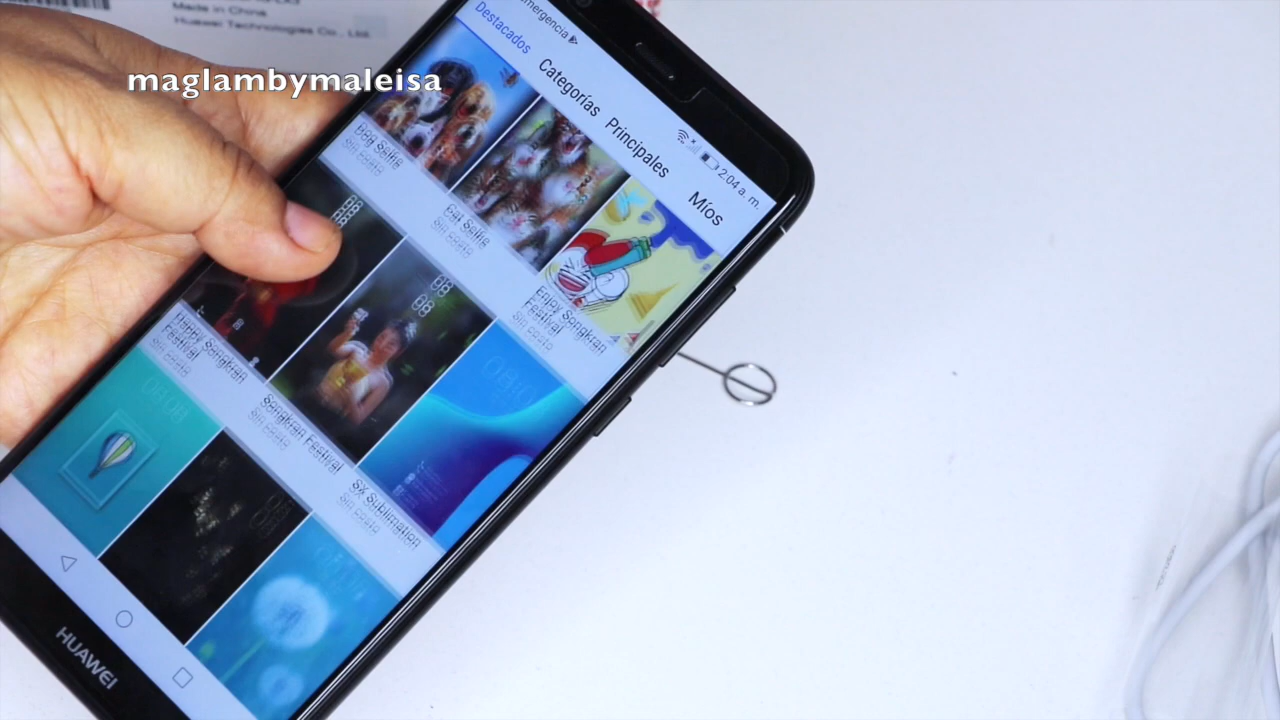 Made in China
Huawei Technologies Co., Ltd.
maglambymaleisa
emergencia
2:04 a. m.
Destacados
Categorías
Principales
Míos
Dog Selfie
Sin costo
Cat Selfie
Sin costo
Enjoy Songkran
Festival
Sin costo
Happy Songkran
Festival
Sin costo
Songkran Festival
Sin costo
SX Sublimation
Sin costo
HUAWEI